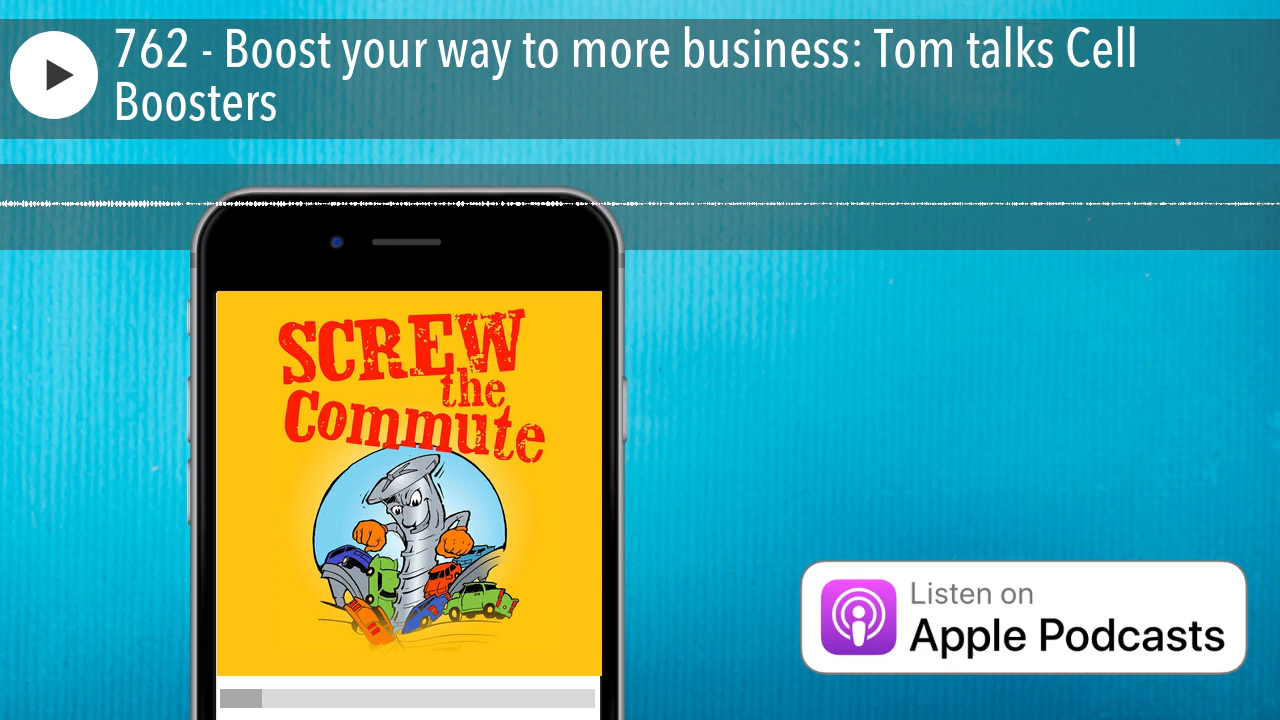 762 - Boost your way to more business: Tom talks Cell
Boosters
SCREW
the
Commute
Listen on
Apple Podcasts